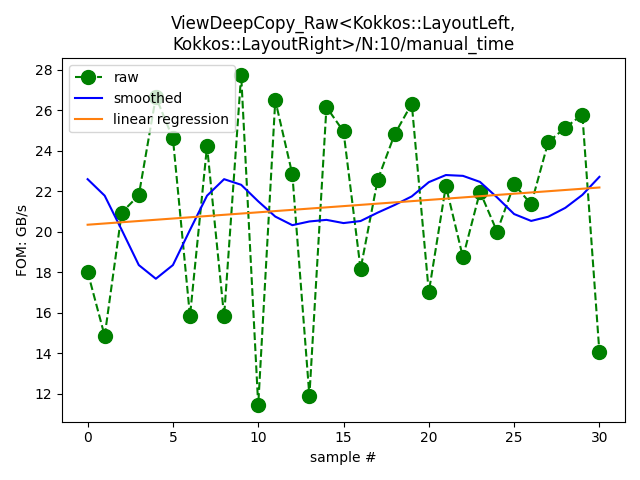 ViewDeepCopy_Raw<Kokkos::LayoutLeft,
Kokkos::LayoutRight>/N:10/manual_time
raw
smoothed
linear regression
FOM: GB/s
28
26
24
22
20
18
16
14
12
0
5
10
15
20
25
30
sample #